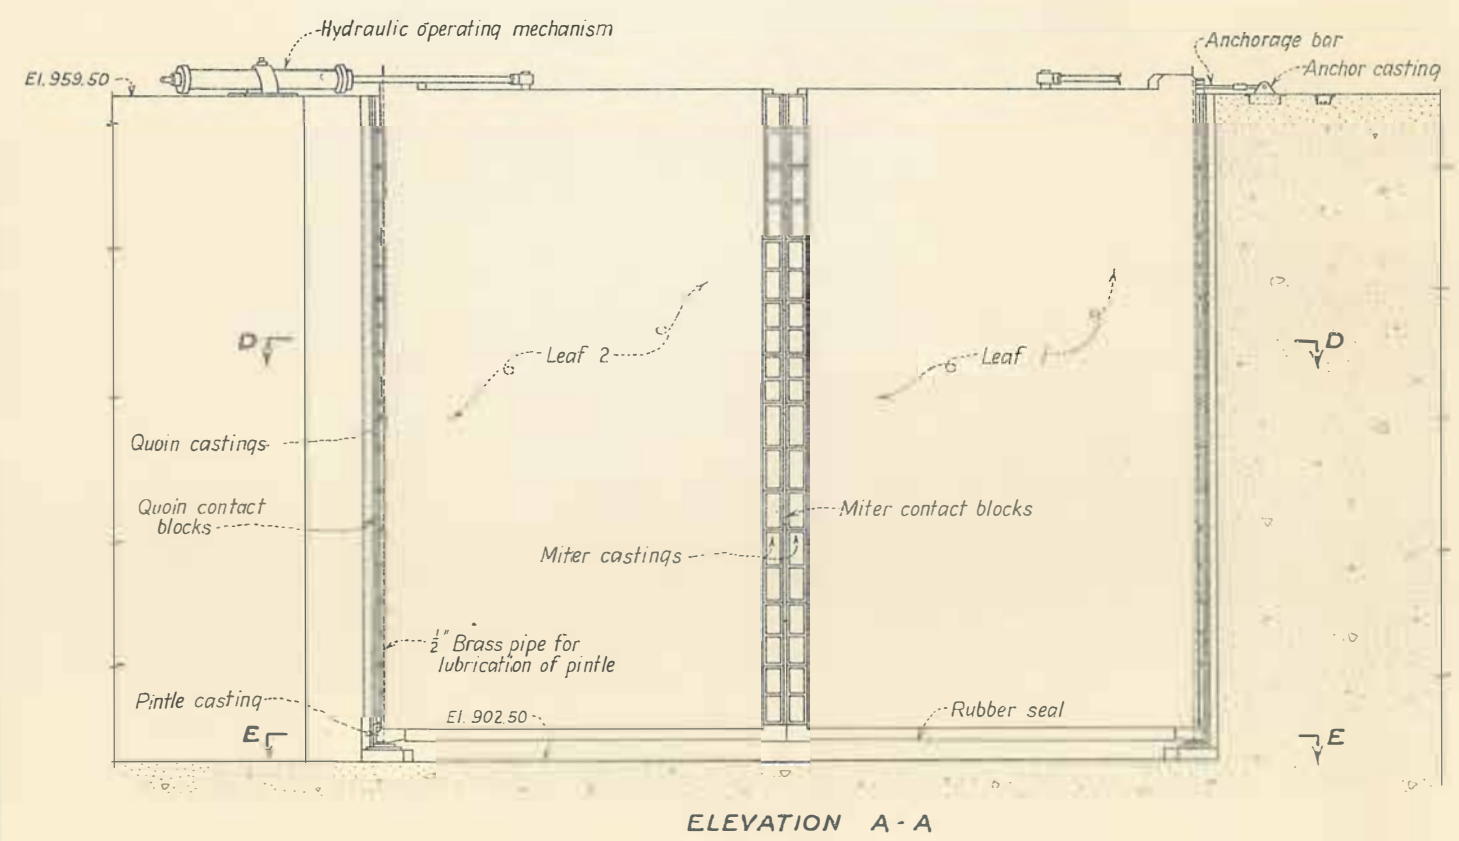 Hydraulic operating mechanism
Anchorage bar
Anchor casting
El. 959.50
D
D
Leaf 2
Leaf
Quoin castings
Quoin contact
blocks
Miter contact blocks
Miter castings
½" Brass pipe for
lubrication of pintle
Pintle casting
El. 902.50
Rubber seal
E
E
ELEVATION A-A